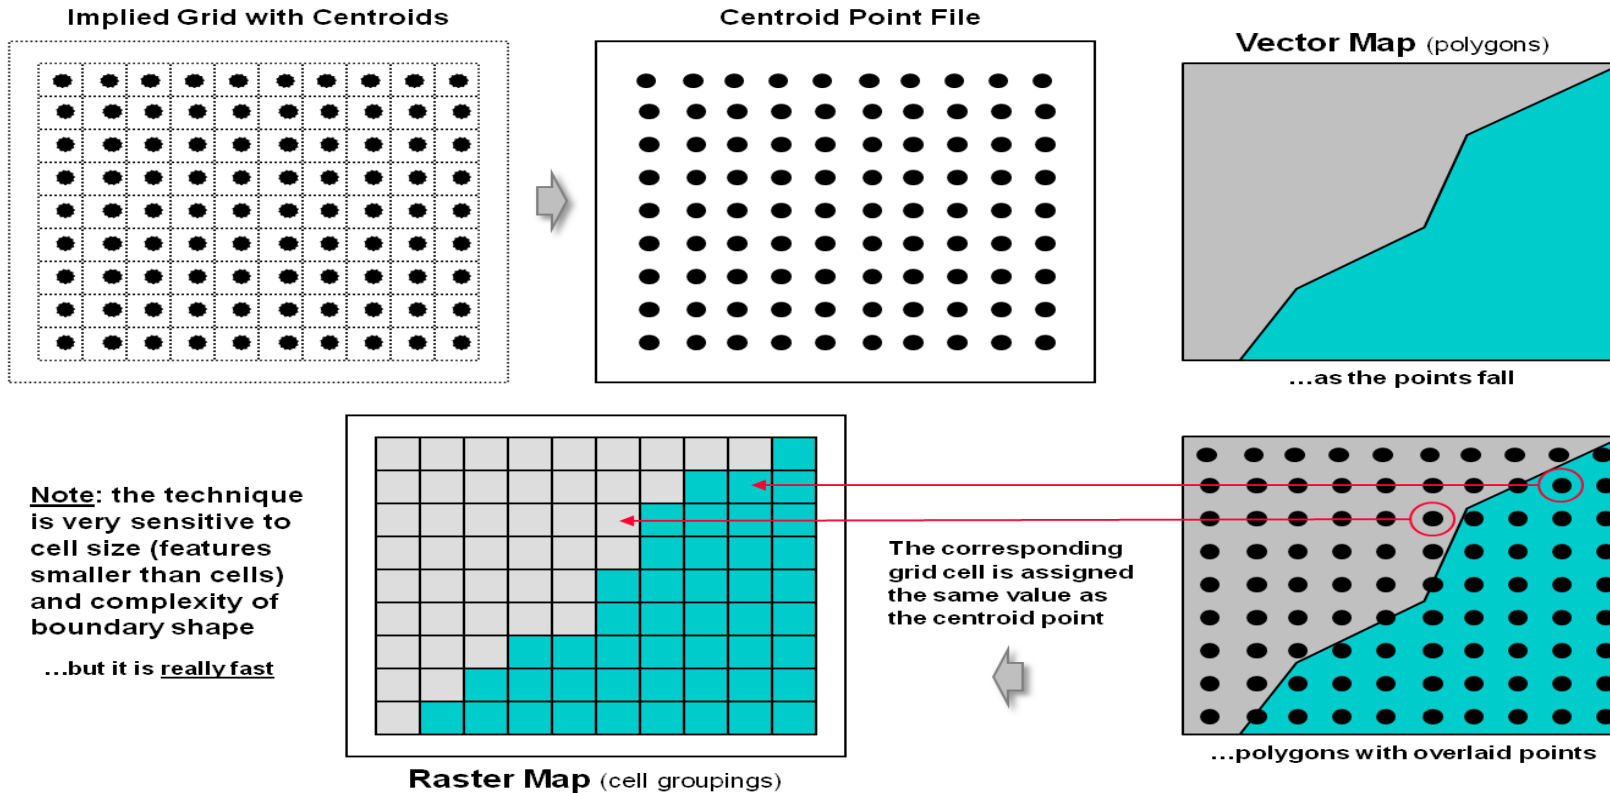 Implied Grid with Centroids
Centroid Point File
Vector Map (polygons)
...as the points fall
Note: the technique
is very sensitive to
cell size (features
smaller than cells)
and complexity of
boundary shape
...but it is really fast
The corresponding
grid cell is assigned
the same value as
the centroid point
Raster Map (cell groupings)
...polygons with overlaid points